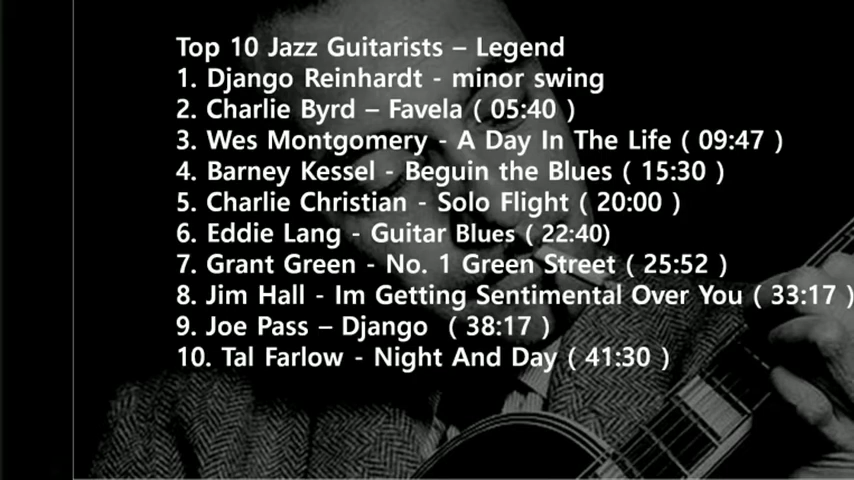 Top 10 Jazz Guitarists – Legend
1. Django Reinhardt - minor swing
2. Charlie Byrd – Favela ( 05:40 )
3. Wes Montgomery - A Day In The Life ( 09:47 )
4. Barney Kessel - Beguin the Blues ( 15:30 )
5. Charlie Christian - Solo Flight ( 20:00 )
6. Eddie Lang - Guitar Blues ( 22:40)
7. Grant Green - No. 1 Green Street ( 25:52 )
8. Jim Hall - Im Getting Sentimental Over You ( 33:17 )
9. Joe Pass – Django  ( 38:17 )
10. Tal Farlow - Night And Day ( 41:30 )